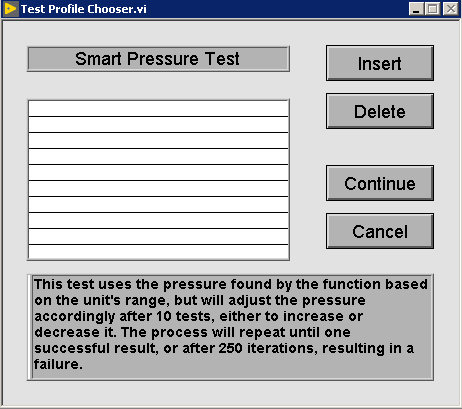 Test Profile Chooser.vi
Smart Pressure Test
Insert
Delete
Continue
Cancel
This test uses the pressure found by the function based
on the unit's range, but will adjust the pressure
accordingly after 10 tests, either to increase or
decrease it. The process will repeat until one
successful result, or after 250 iterations, resulting in a
failure.